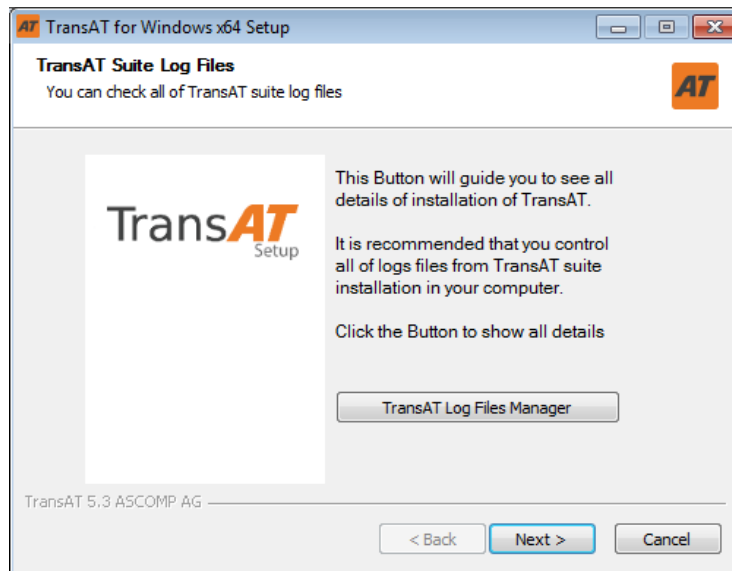 AT TransAT for Windows x64 Setup
TransAT Suite Log Files
You can check all of TransAT suite log files
AT
TransAT
Setup
This Button will guide you to see all
details of installation of TransAT.
It is recommended that you control
all of logs files from TransAT suite
installation in your computer.
Click the Button to show all details
TransAT Log Files Manager
TransAT 5.3 ASCOMP AG
< Back
Next >
Cancel